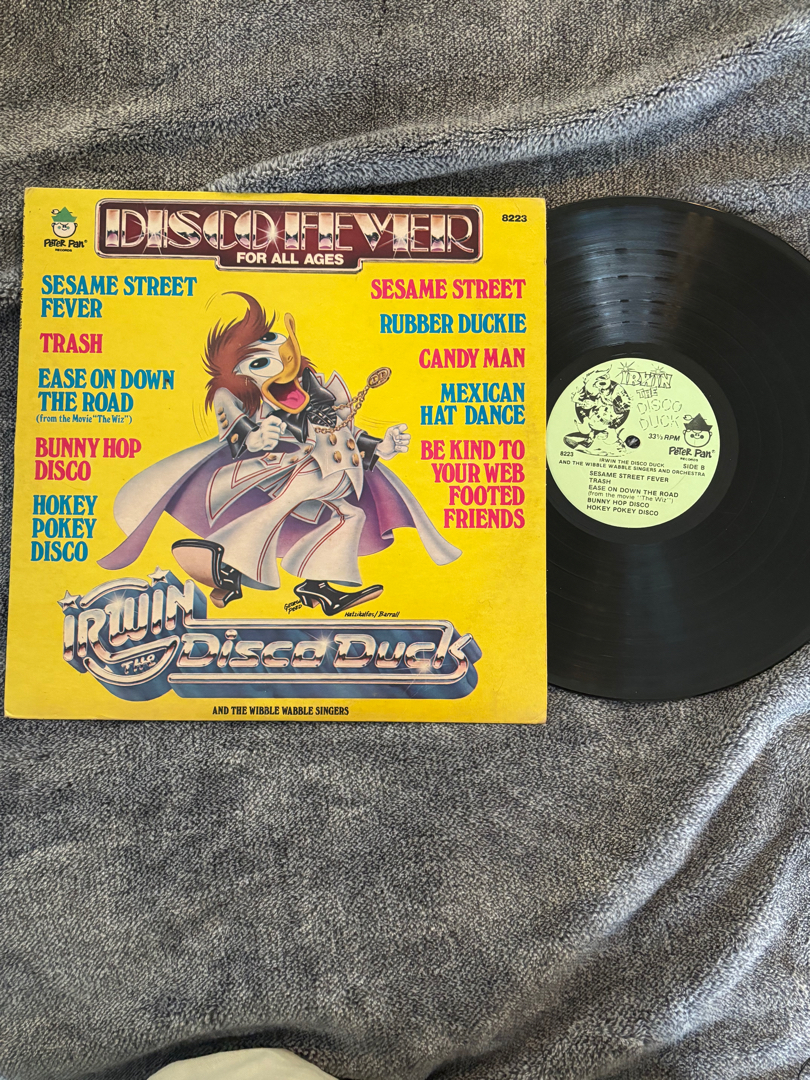 DISCO FEVER
FOR ALL AGES
8223
Peter Pan®
RECORDS
SESAME STREET
FEVER
TRASH
EASE ON DOWN
THE ROAD
(from the Movie "The Wiz")
BUNNY HOP
DISCO
HOKEY
POKEY
DISCO
SESAME STREET
RUBBER DUCKIE
CANDY MAN
MEXICAN
HAT DANCE
BE KIND TO
YOUR WEB
FOOTED
FRIENDS
IRWIN
THE
Disco Duck
AND THE WIBBLE WABBLE SINGERS
IRWIN
THE
DISCO
DUCK
33⅓ RPM
Peter Pan®
RECORDS
8223
SIDE B
IRWIN THE DISCO DUCK
AND THE WIBBLE WABBLE SINGERS AND ORCHESTRA
SESAME STREET FEVER
TRASH
EASE ON DOWN THE ROAD
(from the movie "The Wiz")
BUNNY HOP DISCO
HOKEY POKEY DISCO